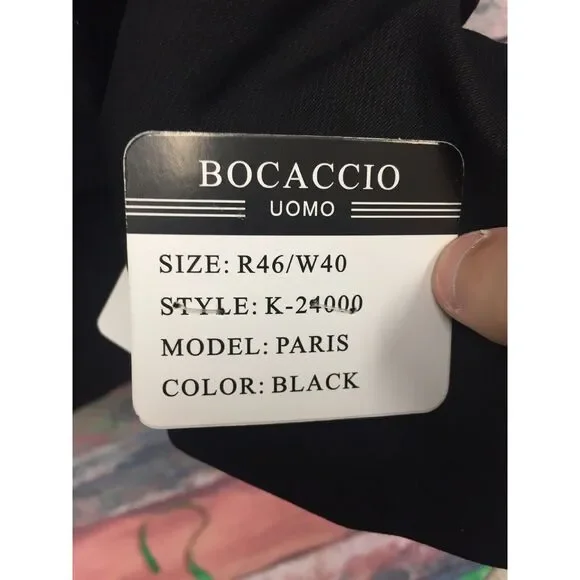 BOCACCIO
UOMO
SIZE: R46/W40
STYLE: K-24000
MODEL: PARIS
COLOR: BLACK